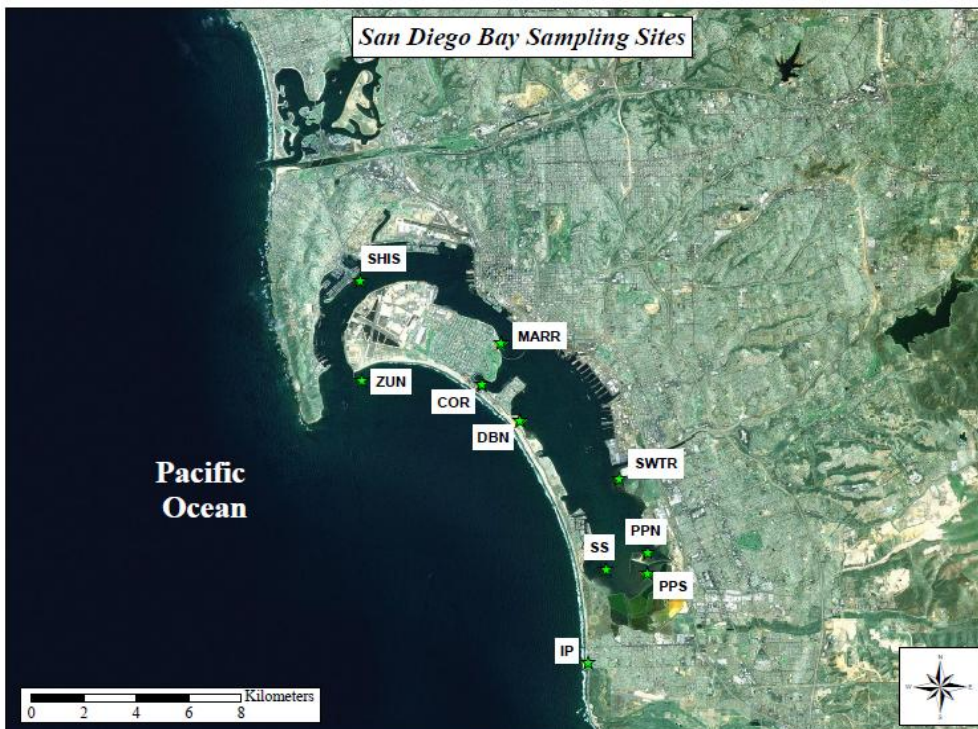 San Diego Bay Sampling Sites
SHIS
MARR
ZUN
COR
DBN
SWTR
Pacific
Ocean
PPN
SS
PPS
IP
Kilometers
0 2 4 6 8
N
W E
S